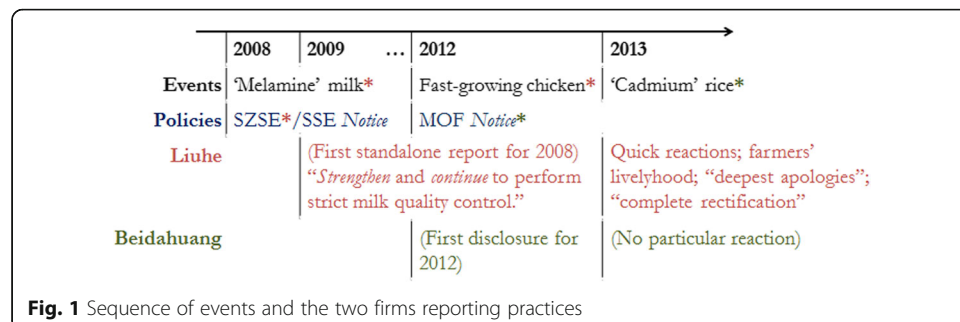 2008 2009 ... 2012 2013
Events 'Melamine' milk* Fast-growing chicken* 'Cadmium' rice*
Policies SZSE*/SSE Notice MOF Notice*
Liuhe (First standalone report for 2008) Quick reactions; farmers'
"Strengthen and continue to perform livelyhood; "deepest apologies";
strict milk quality control." "complete rectification"
Beidahuang (First disclosure for (No particular reaction)
2012)
Fig. 1 Sequence of events and the two firms reporting practices